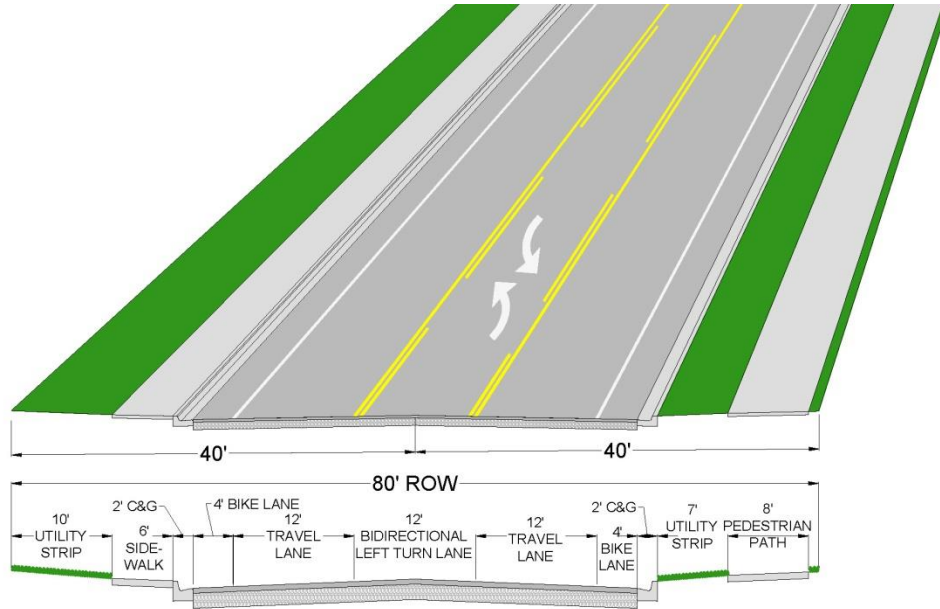 40'
40'
80' ROW
2' C&G
4' BIKE LANE
2' C&G
10'
UTILITY
STRIP
6'
SIDE-
WALK
12'
TRAVEL
LANE
12'
BIDIRECTIONAL
LEFT TURN LANE
12'
TRAVEL
LANE
4'
BIKE
LANE
7'
UTILITY
STRIP
8'
PEDESTRIAN
PATH